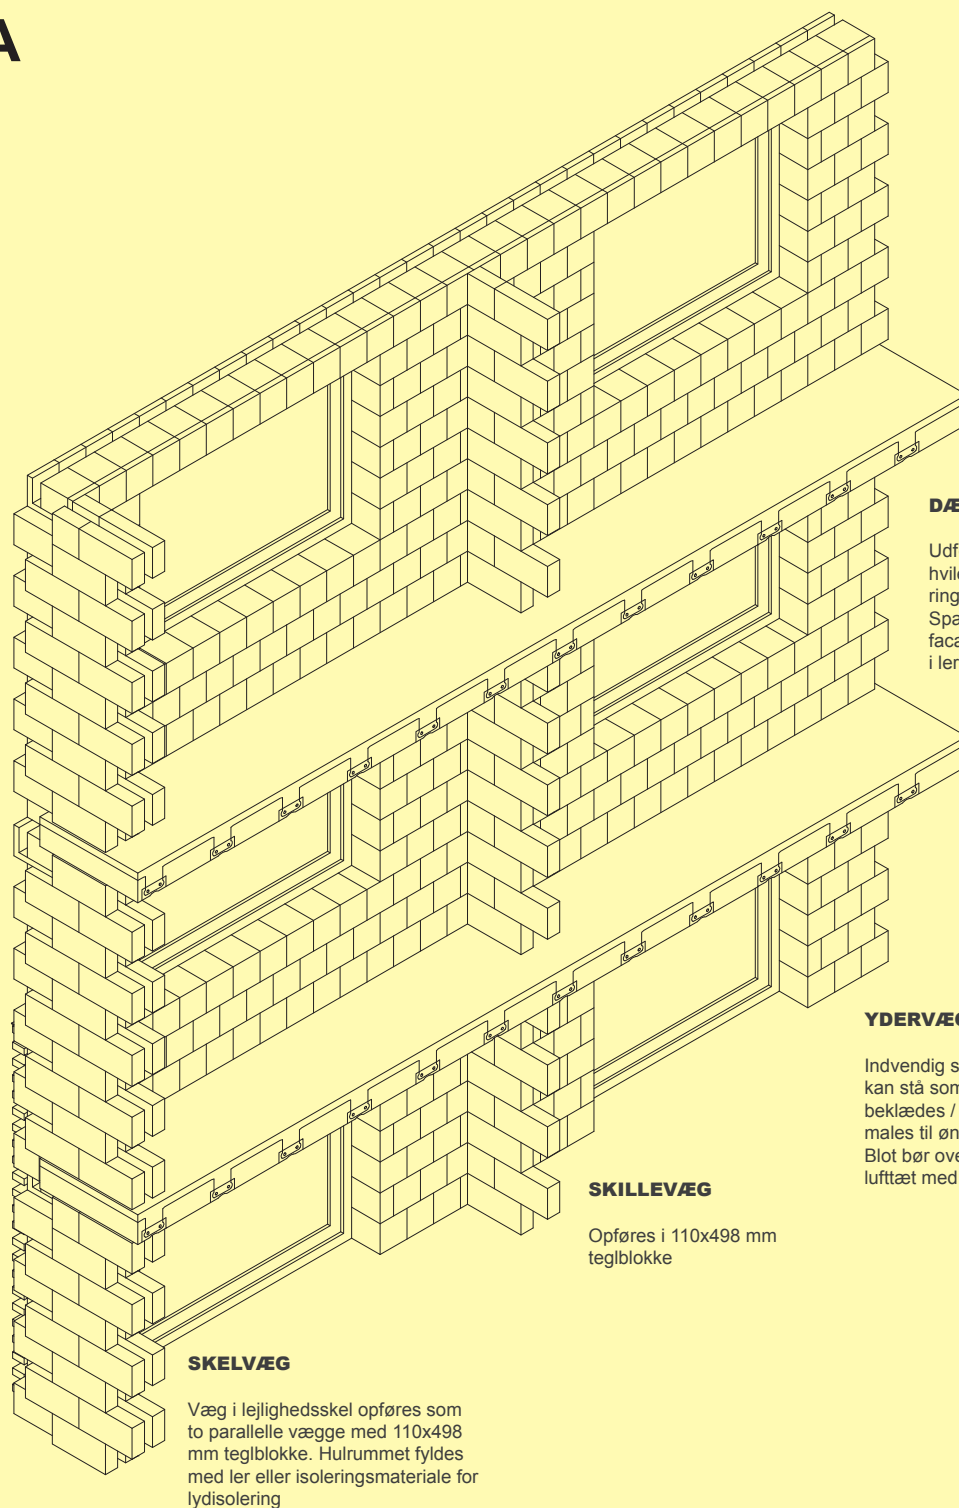 A
DÆ
Udf
hvile
ring
Spa
faca
i ler
YDERVÆG
Indvendig s
kan stå som
beklædes /
males til øn
Blot bør ove
lufttæt med
SKILLEVÆG
Opføres i 110x498 mm
teglblokke
SKELVÆG
Væg i lejlighedsskel opføres som
to parallelle vægge med 110x498
mm teglblokke. Hulrummet fyldes
med ler eller isoleringsmateriale for
lydisolering